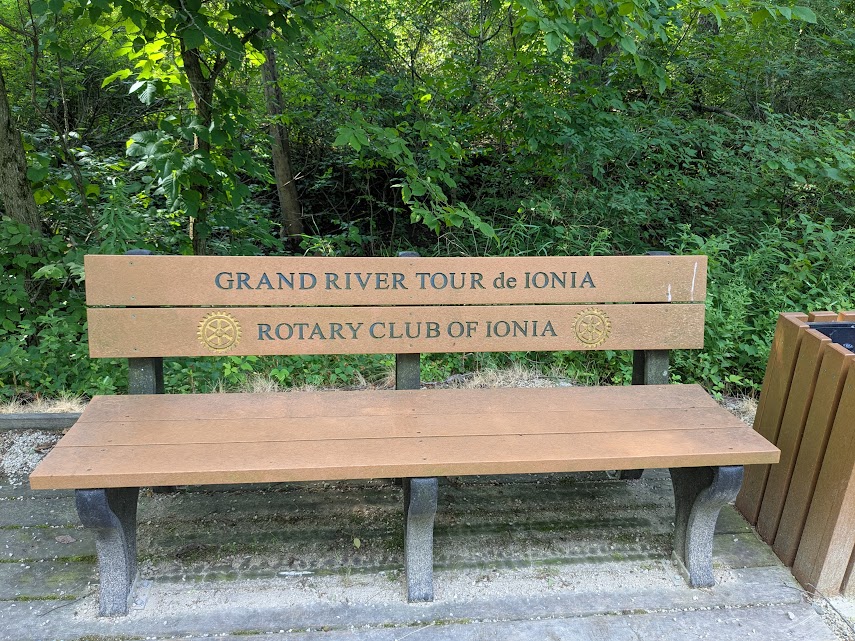 GRAND RIVER TOUR de IONIA
ROTARY CLUB OF IONIA